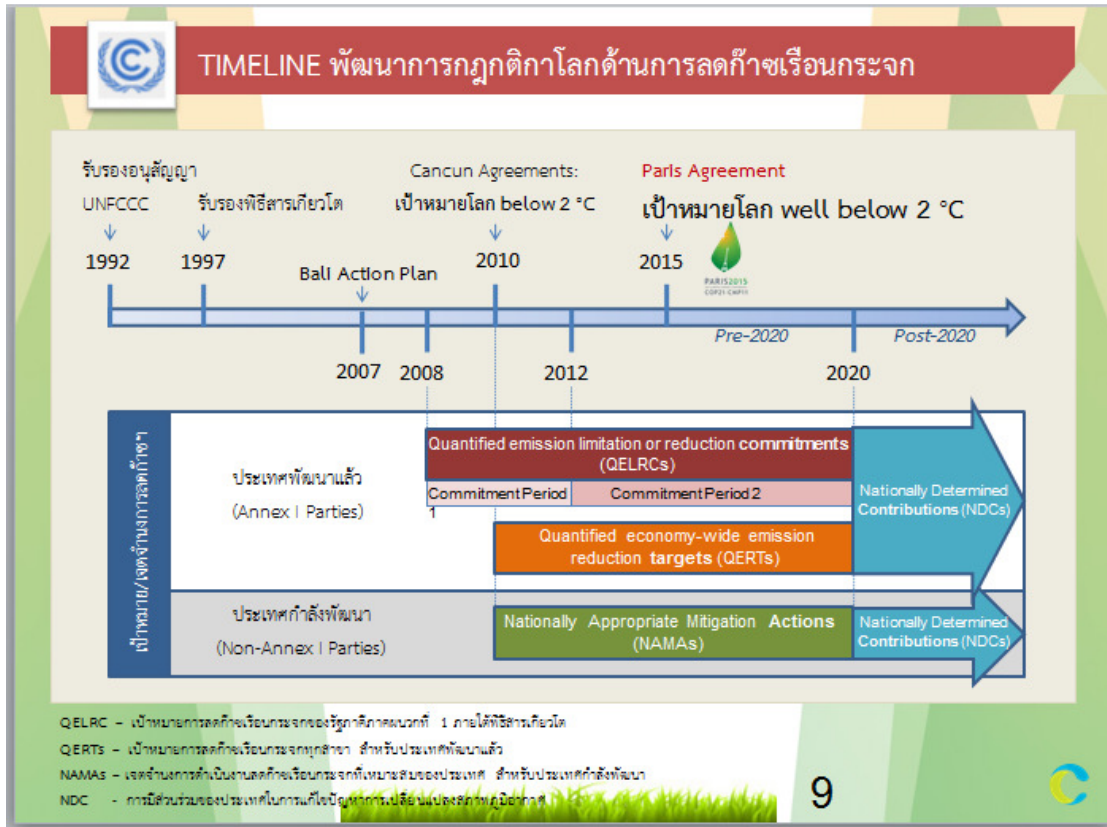 TIMELINE พัฒนาการกฎกติกาโลกด้านการลดก๊าซเรือนกระจก
รับรองอนุสัญญา
UNFCCC
รับรองพิธีสารเกียวโต
Cancun Agreements:
เป้าหมายโลก below 2 °C
Paris Agreement
เป้าหมายโลก well below 2 °C
1992
1997
Bali Action Plan
2010
2015
PARIS2015
COP21·CMP11
Pre-2020
Post-2020
2007
2008
2012
2020
เป้าหมาย/เจตจำนงการลดก๊าซฯ
ประเทศพัฒนาแล้ว
(Annex I Parties)
Quantified emission limitation or reduction commitments
(QELRCs)
Commitment Period
1
Commitment Period 2
Quantified economy-wide emission
reduction targets (QERTs)
Nationally Determined
Contributions (NDCs)
ประเทศกำลังพัฒนา
(Non-Annex I Parties)
Nationally Appropriate Mitigation Actions
(NAMAs)
Nationally Determined
Contributions (NDCs)
QELRC – เป้าหมายการลดก๊าซเรือนกระจกของรัฐภาคีภาคผนวกที่ 1 ภายใต้พิธีสารเกียวโต
QERTs – เป้าหมายการลดก๊าซเรือนกระจกทุกสาขา สำหรับประเทศพัฒนาแล้ว
NAMAs – เจตจำนงการดำเนินงานลดก๊าซเรือนกระจกที่เหมาะสมของประเทศ สำหรับประเทศกำลังพัฒนา
NDC - การมีส่วนร่วมของประเทศในการแก้ไขปัญหาการเปลี่ยนแปลงสภาพภูมิอากาศ
9